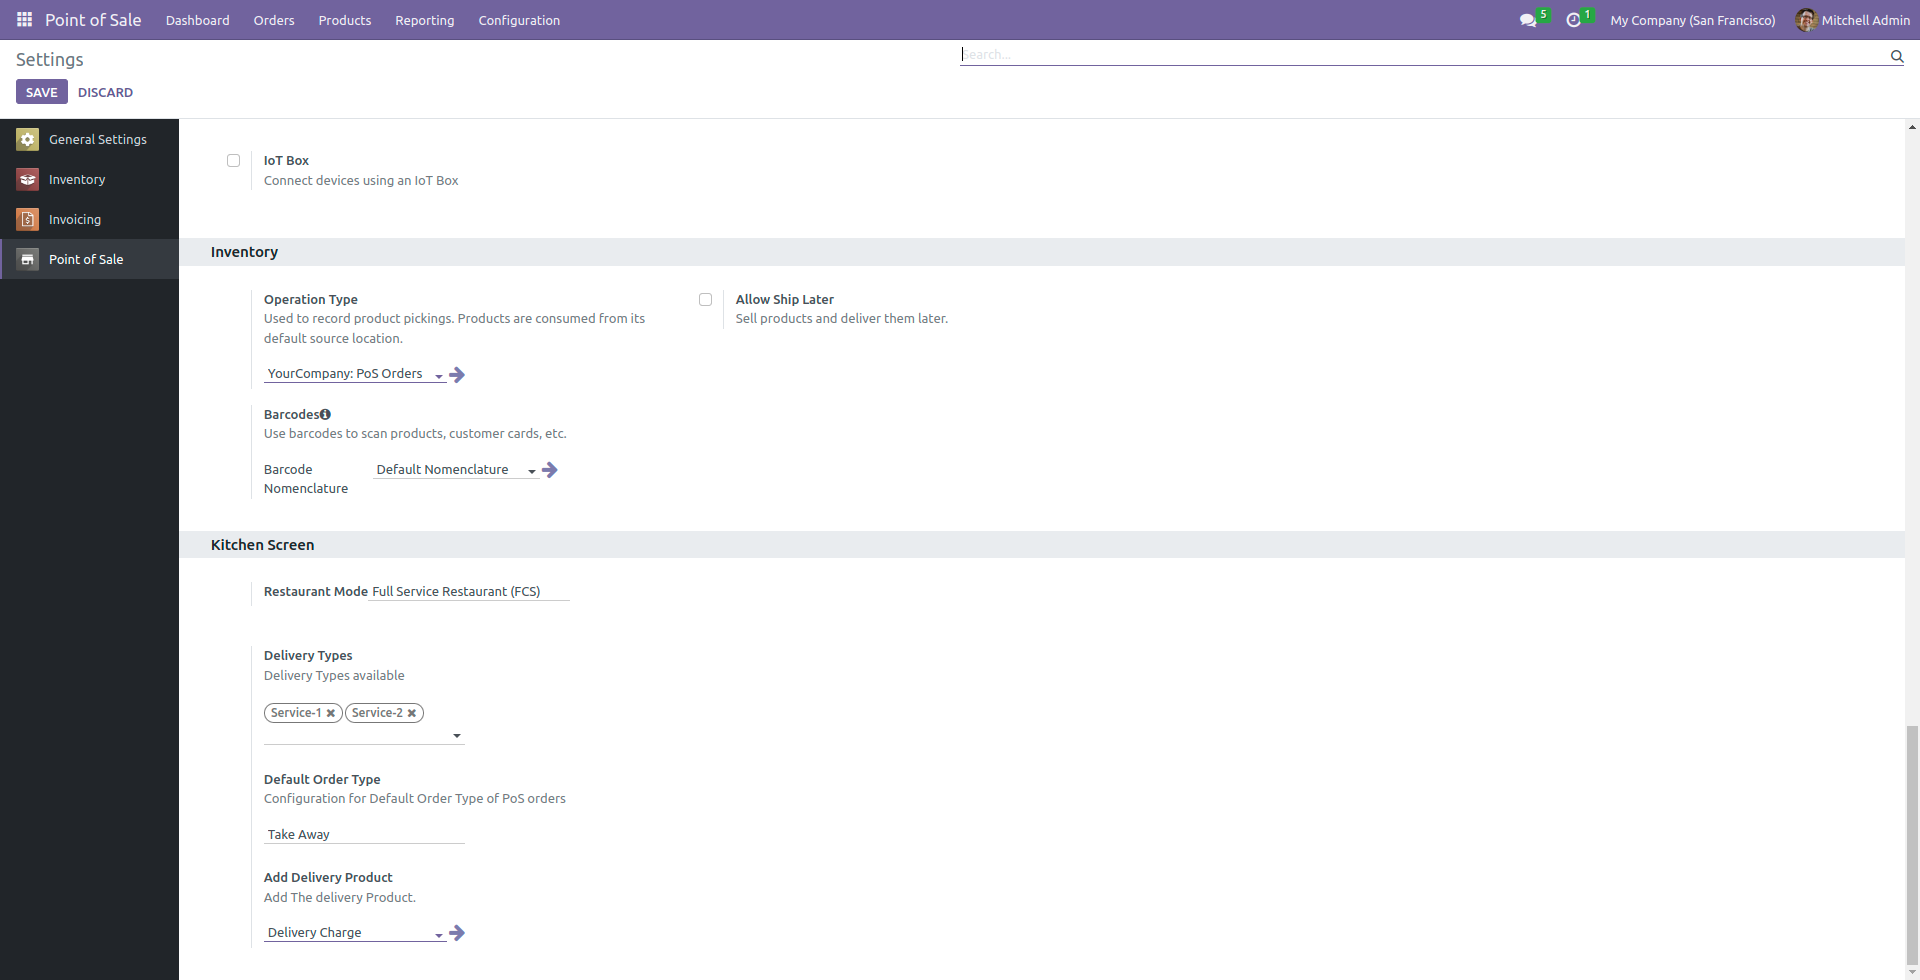 Point of Sale Dashboard Orders Products Reporting Configuration 5 1 My Company (San Francisco) Mitchell Admin
Settings
Search...
SAVE DISCARD
General Settings
Inventory
Invoicing
Point of Sale
IoT Box
Connect devices using an IoT Box
Inventory
Operation Type
Used to record product pickings. Products are consumed from its
default source location.
YourCompany: PoS Orders
Allow Ship Later
Sell products and deliver them later.
Barcodes
Use barcodes to scan products, customer cards, etc.
Barcode
Nomenclature
Default Nomenclature
Kitchen Screen
Restaurant Mode Full Service Restaurant (FCS)
Delivery Types
Delivery Types available
Service-1 Service-2
Default Order Type
Configuration for Default Order Type of PoS orders
Take Away
Add Delivery Product
Add The delivery Product.
Delivery Charge